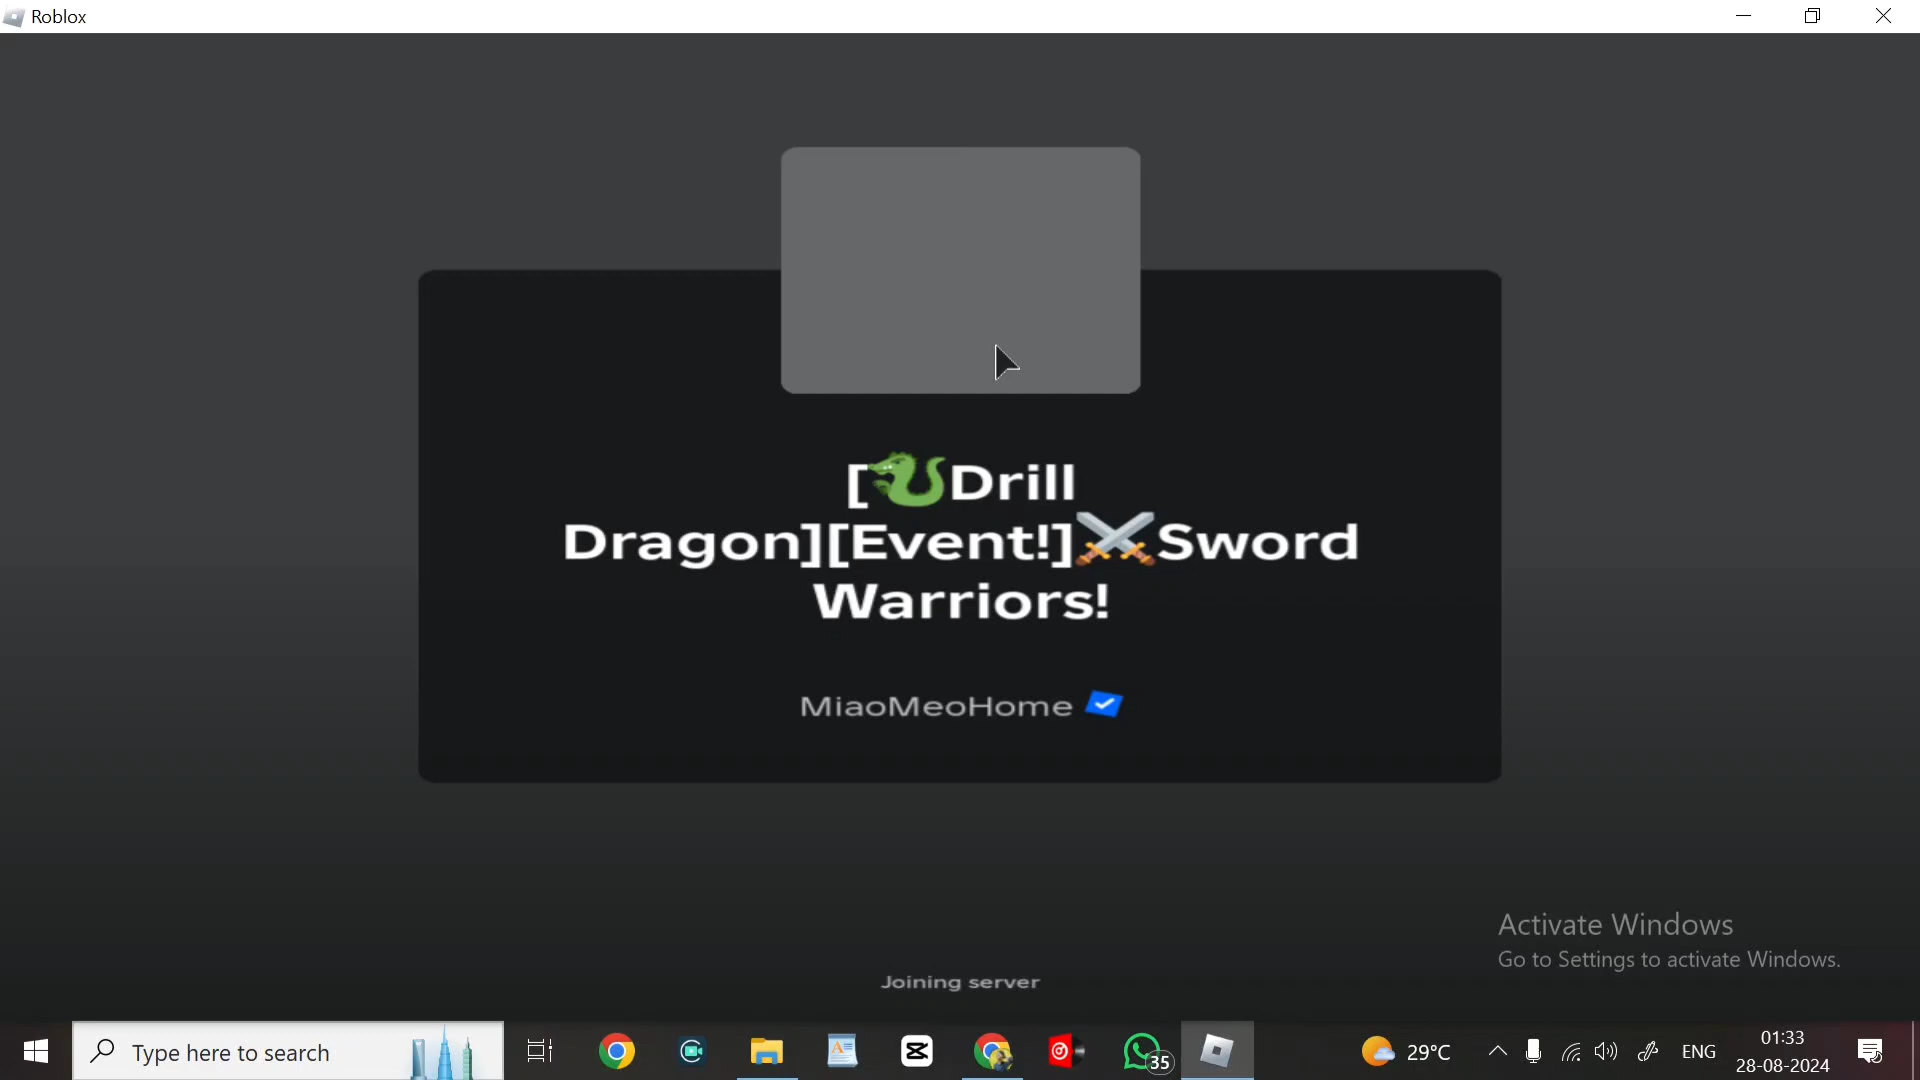 Roblox
[🐉Drill
Dragon][Event!]⚔️Sword
Warriors!
MiaoMeoHome
Activate Windows
Go to Settings to activate Windows.
Joining server
Type here to search
35
29°C
ENG
01:33
28-08-2024